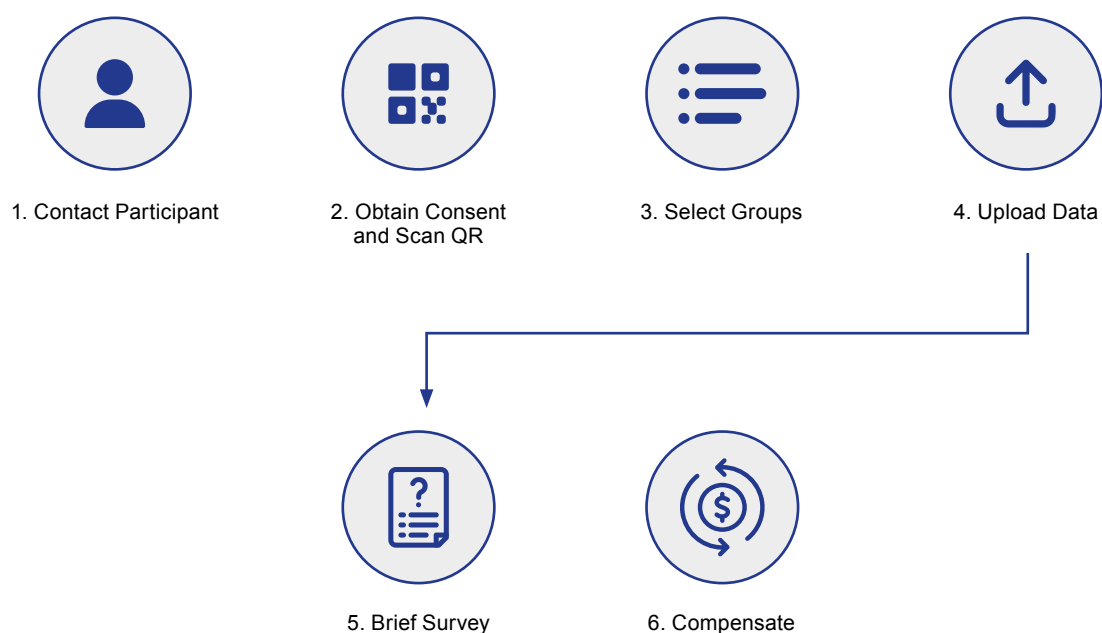 1. Contact Participant
2. Obtain Consent
and Scan QR
3. Select Groups
4. Upload Data
?
$
5. Brief Survey
6. Compensate